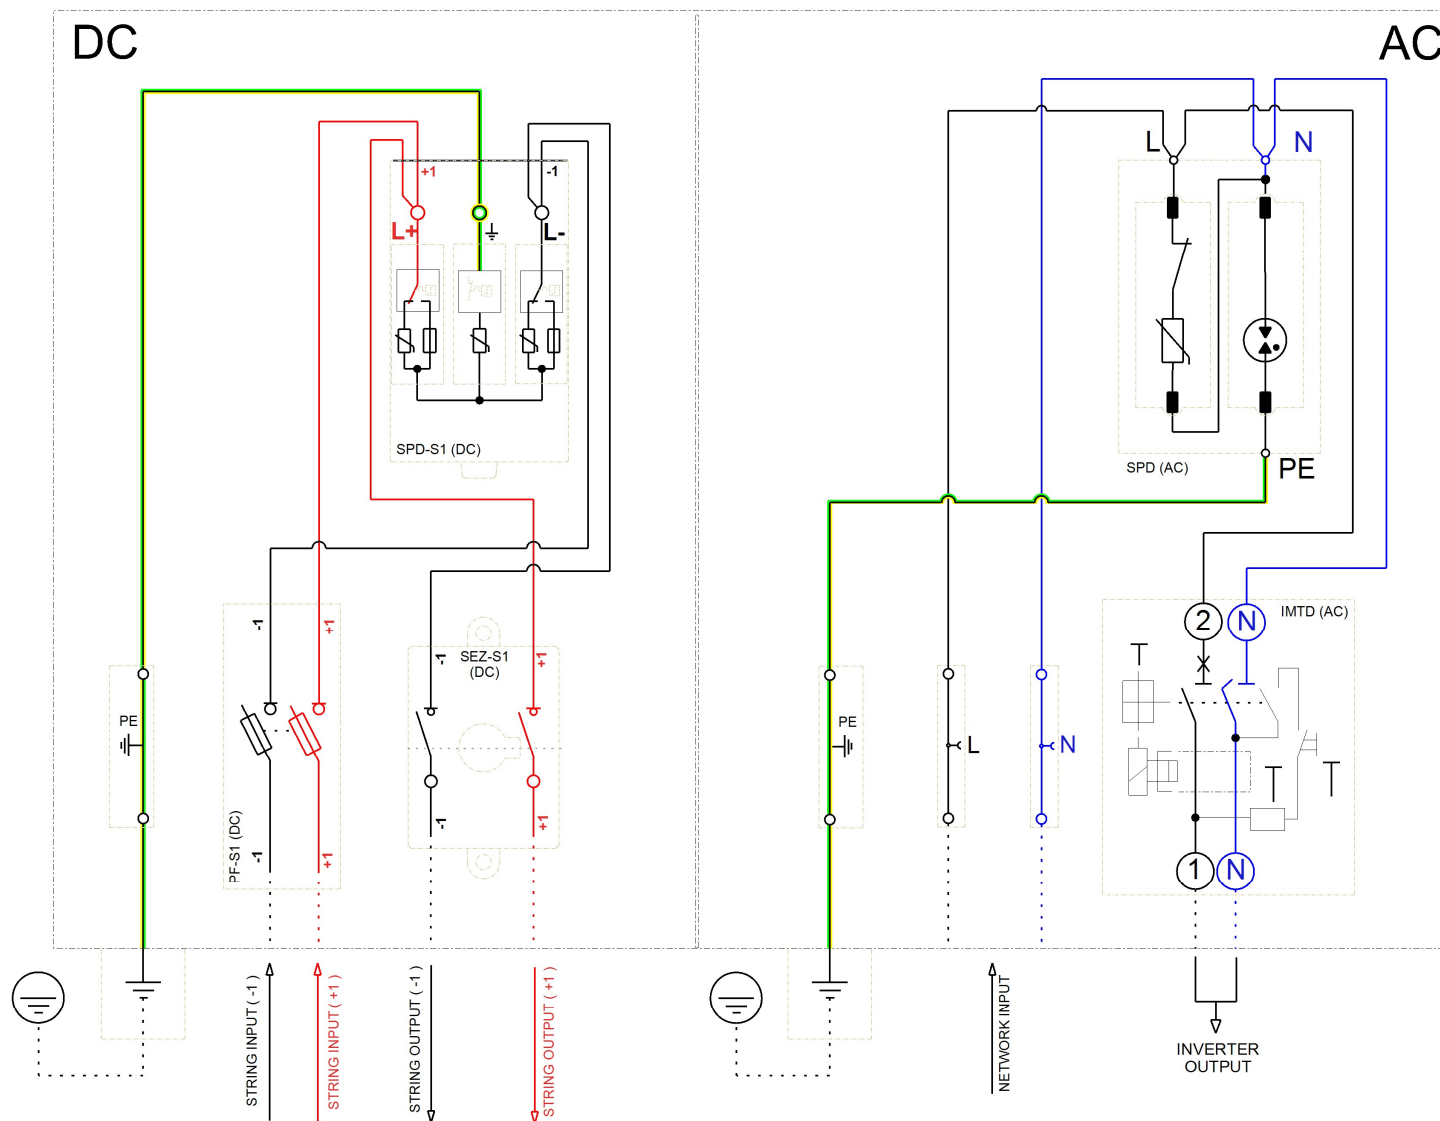 DC
AC
+1
-1
L+
L-
SPD-S1 (DC)
L
N
SPD (AC)
PE
-1
+1
-1
SEZ-S1
(DC)
+1
2
N
IMTD (AC)
PE
PE
L
N
PF-S1 (DC)
-1
+1
-1
+1
1
N
STRING INPUT ( -1 )
STRING INPUT ( +1 )
STRING OUTPUT ( -1 )
STRING OUTPUT ( +1 )
NETWORK INPUT
INVERTER
OUTPUT